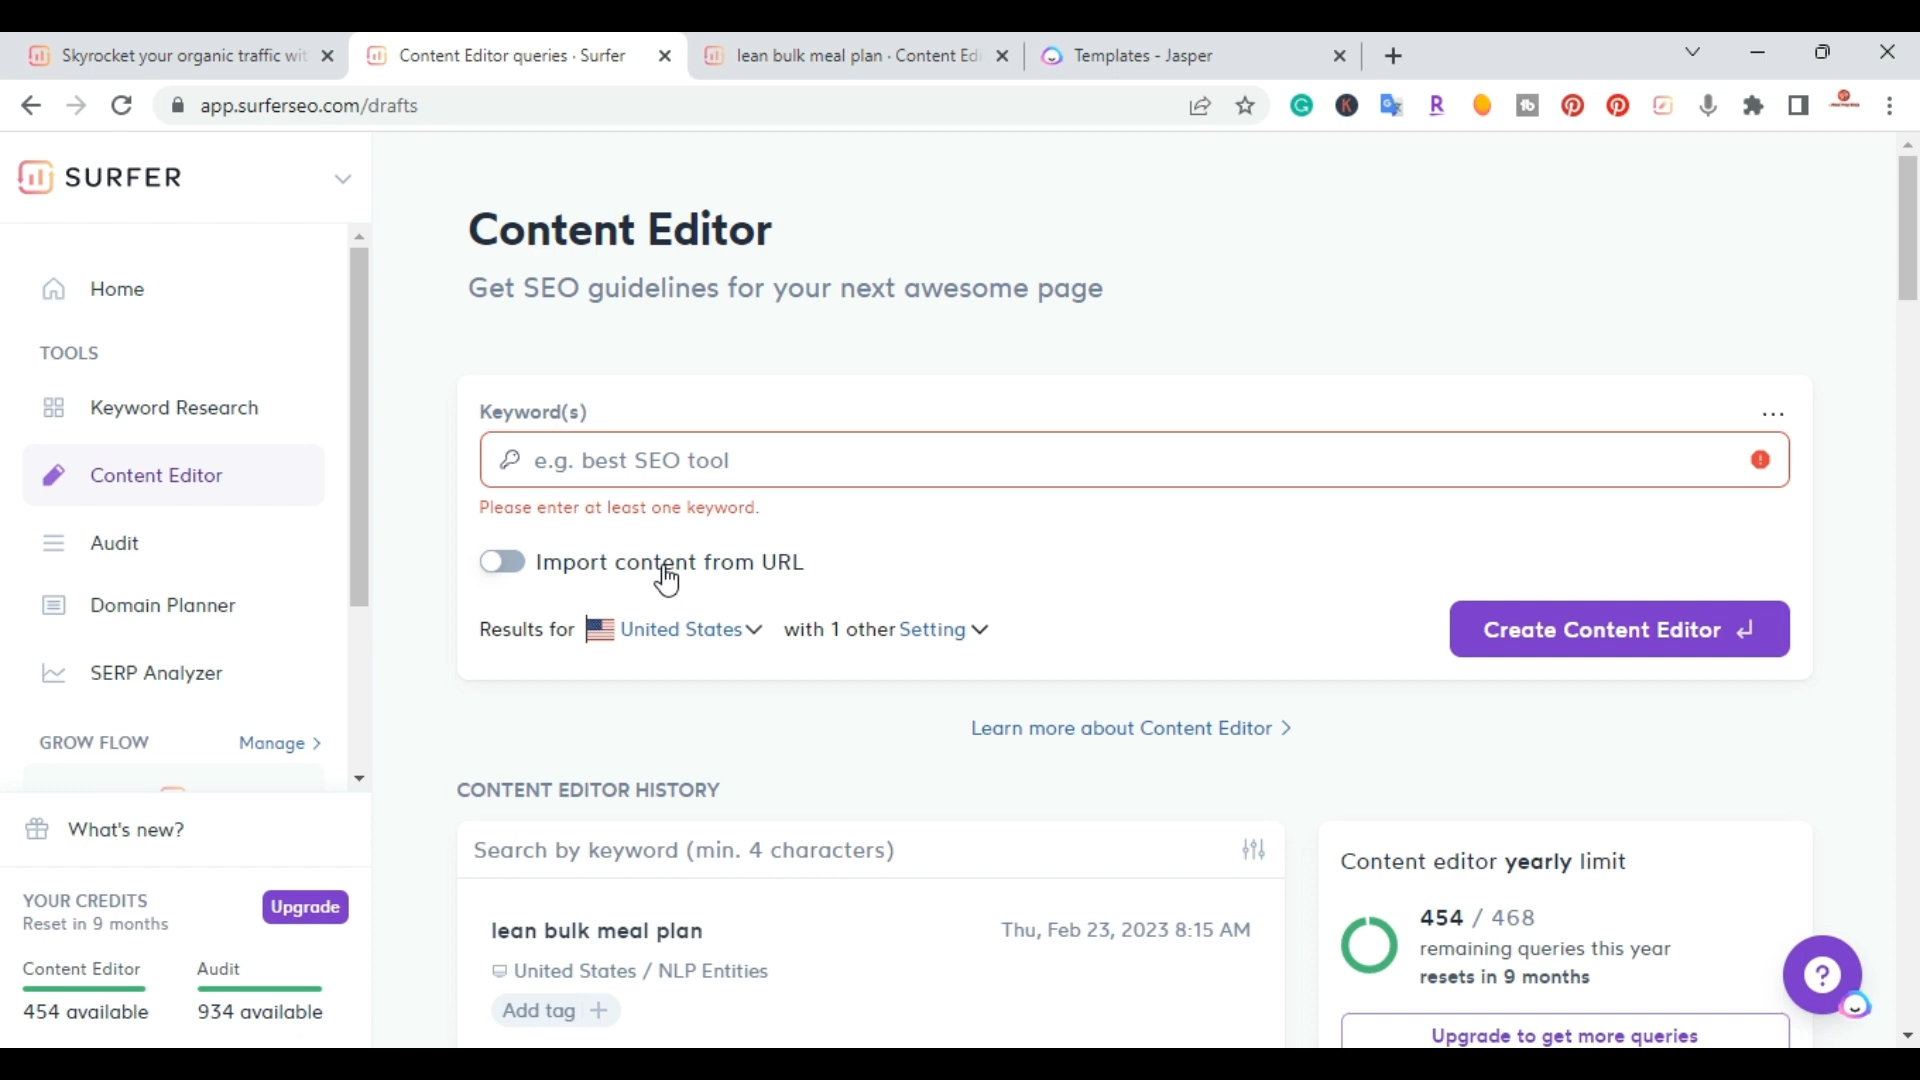 Skyrocket your organic traffic wit
Content Editor queries · Surfer
lean bulk meal plan · Content Edi
Templates - Jasper
app.surferseo.com/drafts
SURFER
Home
TOOLS
Keyword Research
Content Editor
Audit
Domain Planner
SERP Analyzer
GROW FLOW Manage >
What's new?
YOUR CREDITS
Reset in 9 months
Upgrade
Content Editor Audit
454 available 934 available
Content Editor
Get SEO guidelines for your next awesome page
Keyword(s)
e.g. best SEO tool
Please enter at least one keyword.
Import content from URL
Results for United States with 1 other Setting
Create Content Editor
Learn more about Content Editor >
CONTENT EDITOR HISTORY
Search by keyword (min. 4 characters)
lean bulk meal plan Thu, Feb 23, 2023 8:15 AM
United States / NLP Entities
Add tag +
Content editor yearly limit
454 / 468
remaining queries this year
resets in 9 months
Upgrade to get more queries